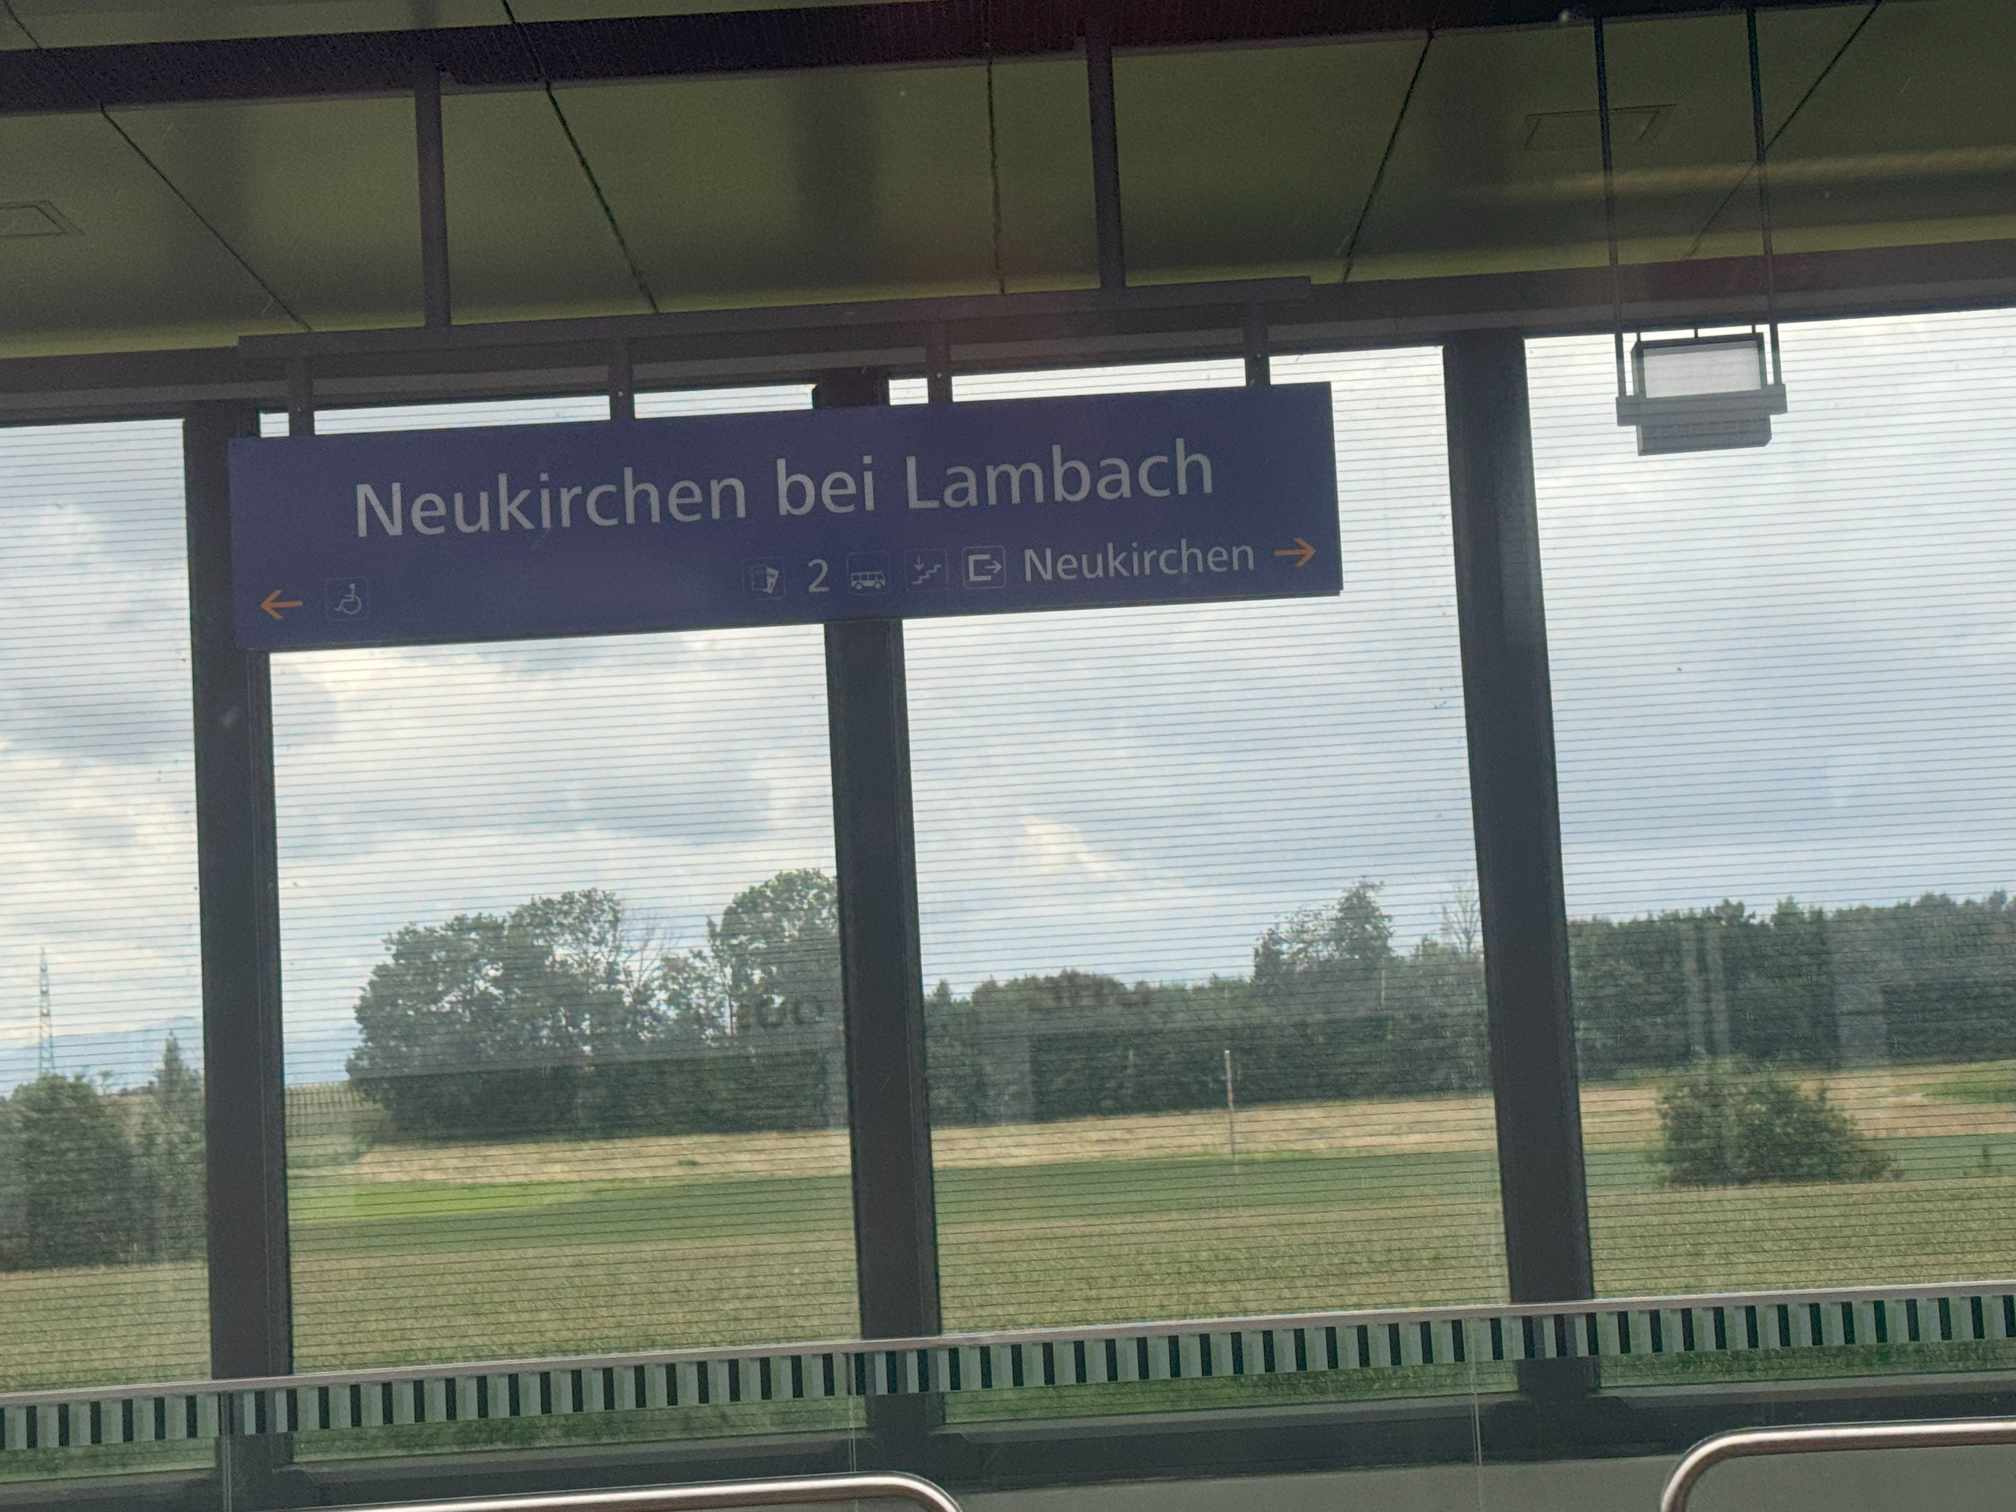 Neukirchen bei Lambach
2 Neukirchen